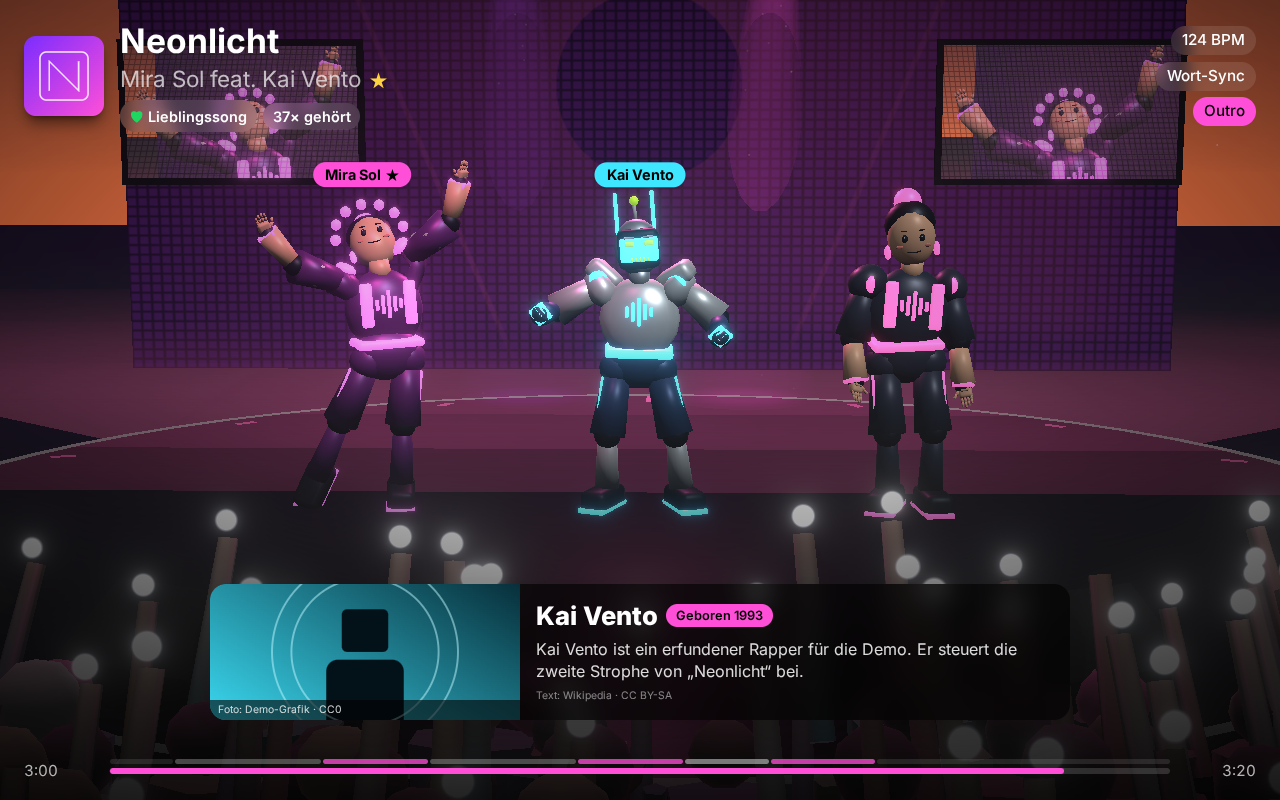 N
Neonlicht
Mira Sol feat. Kai Vento ★
Lieblingssong
37× gehört
124 BPM
Wort-Sync
Outro
Mira Sol ★
Kai Vento
Kai Vento
Geboren 1993
Kai Vento ist ein erfundener Rapper für die Demo. Er steuert die
zweite Strophe von „Neonlicht“ bei.
Text: Wikipedia · CC BY-SA
Foto: Demo-Grafik · CC0
3:00
3:20